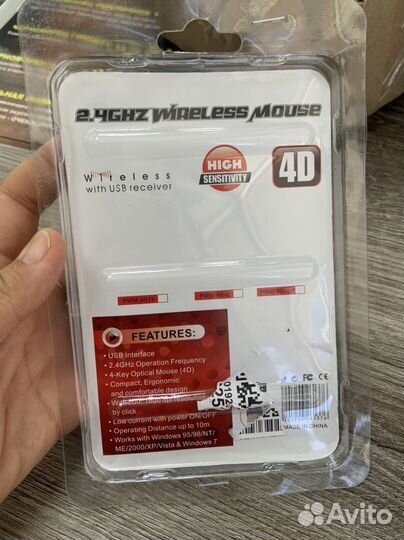 2.4GHZ WIRELESS MOUSE
Wireless
with USB receiver
HIGH
SENSITIVITY
4D
FEATURES:
• USB Interface
• 2.4GHz Operation Frequency
• 4-Key Optical Mouse (4D)
• Compact, Ergonomic
and comfortable design
resolution
by click
• Low current with power ON/OFF
• Operating Distance up to 10m
• Works with Windows 95/98/NT/
ME/2000/XP/Vista & Windows 7
FC CE
MADE IN CHINA
Avito